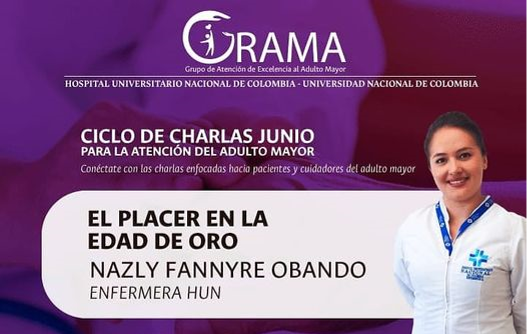 GRAMA
Grupo de Atención de Excelencia al Adulto Mayor
HOSPITAL UNIVERSITARIO NACIONAL DE COLOMBIA - UNIVERSIDAD NACIONAL DE COLOMBIA
CICLO DE CHARLAS JUNIO
PARA LA ATENCIÓN DEL ADULTO MAYOR
Conéctate con las charlas enfocadas hacia pacientes y cuidadores del adulto mayor
EL PLACER EN LA
EDAD DE ORO
NAZLY FANNYRE OBANDO
ENFERMERA HUN